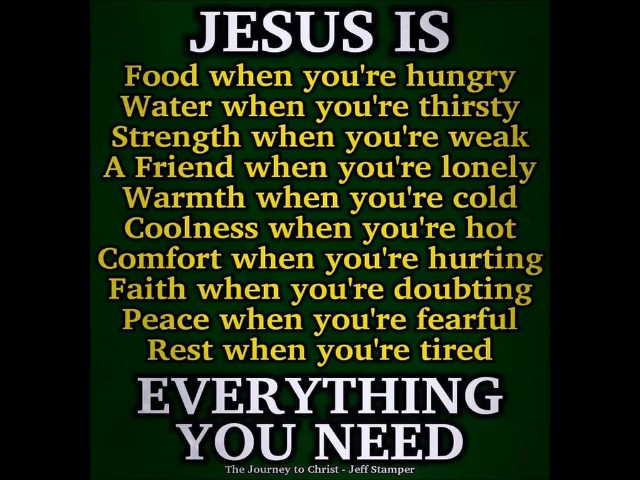 JESUS IS
Food when you're hungry
Water when you're thirsty
Strength when you're weak
A Friend when you're lonely
Warmth when you're cold
Coolness when you're hot
Comfort when you're hurting
Faith when you're doubting
Peace when you're fearful
Rest when you're tired
EVERYTHING
YOU NEED
The Journey to Christ - Jeff Stamper